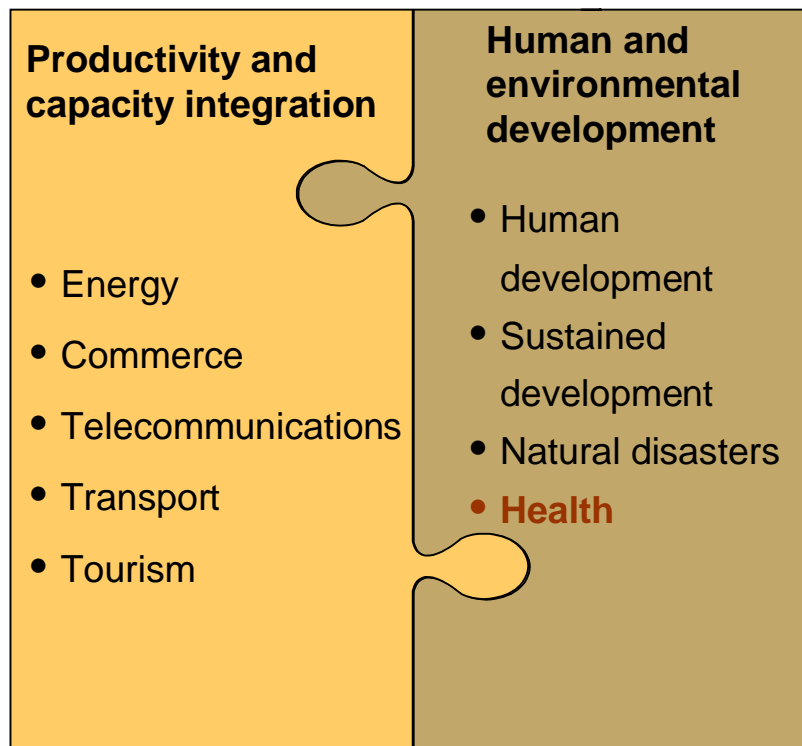 Productivity and
capacity integration
• Energy
• Commerce
• Telecommunications
• Transport
• Tourism
Human and
environmental
development
• Human
development
• Sustained
development
• Natural disasters
• Health